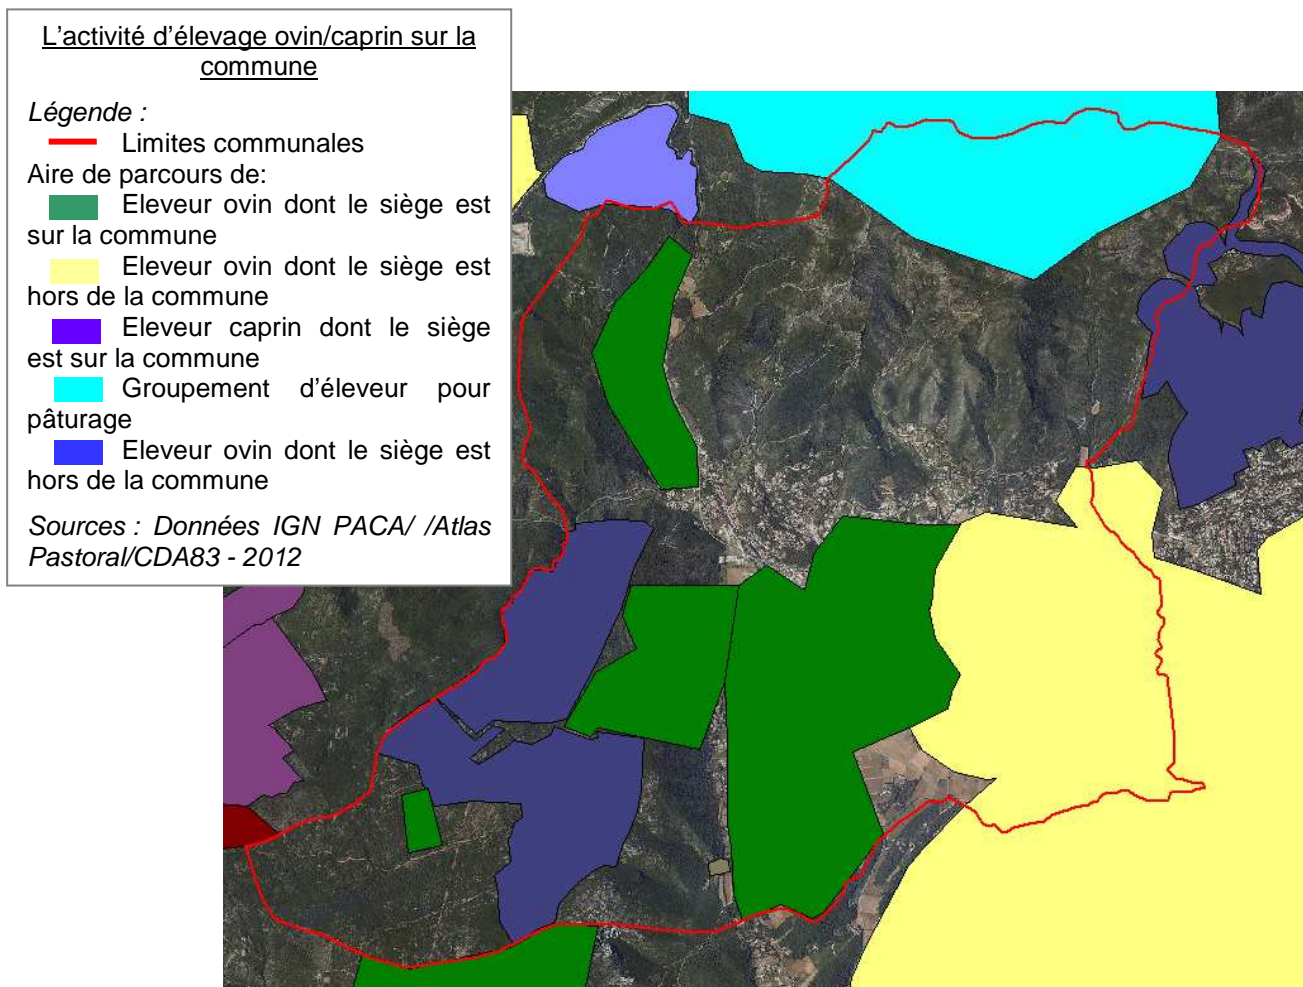 L'activité d'élevage ovin/caprin sur la
commune
Légende :
Limites communales
Aire de parcours de:
Eleveur ovin dont le siège est
sur la commune
Eleveur ovin dont le siège est
hors de la commune
Eleveur caprin dont le siège
est sur la commune
Groupement d'éleveur pour
pâturage
Eleveur ovin dont le siège est
hors de la commune
Sources : Données IGN PACA/ /Atlas
Pastoral/CDA83 - 2012